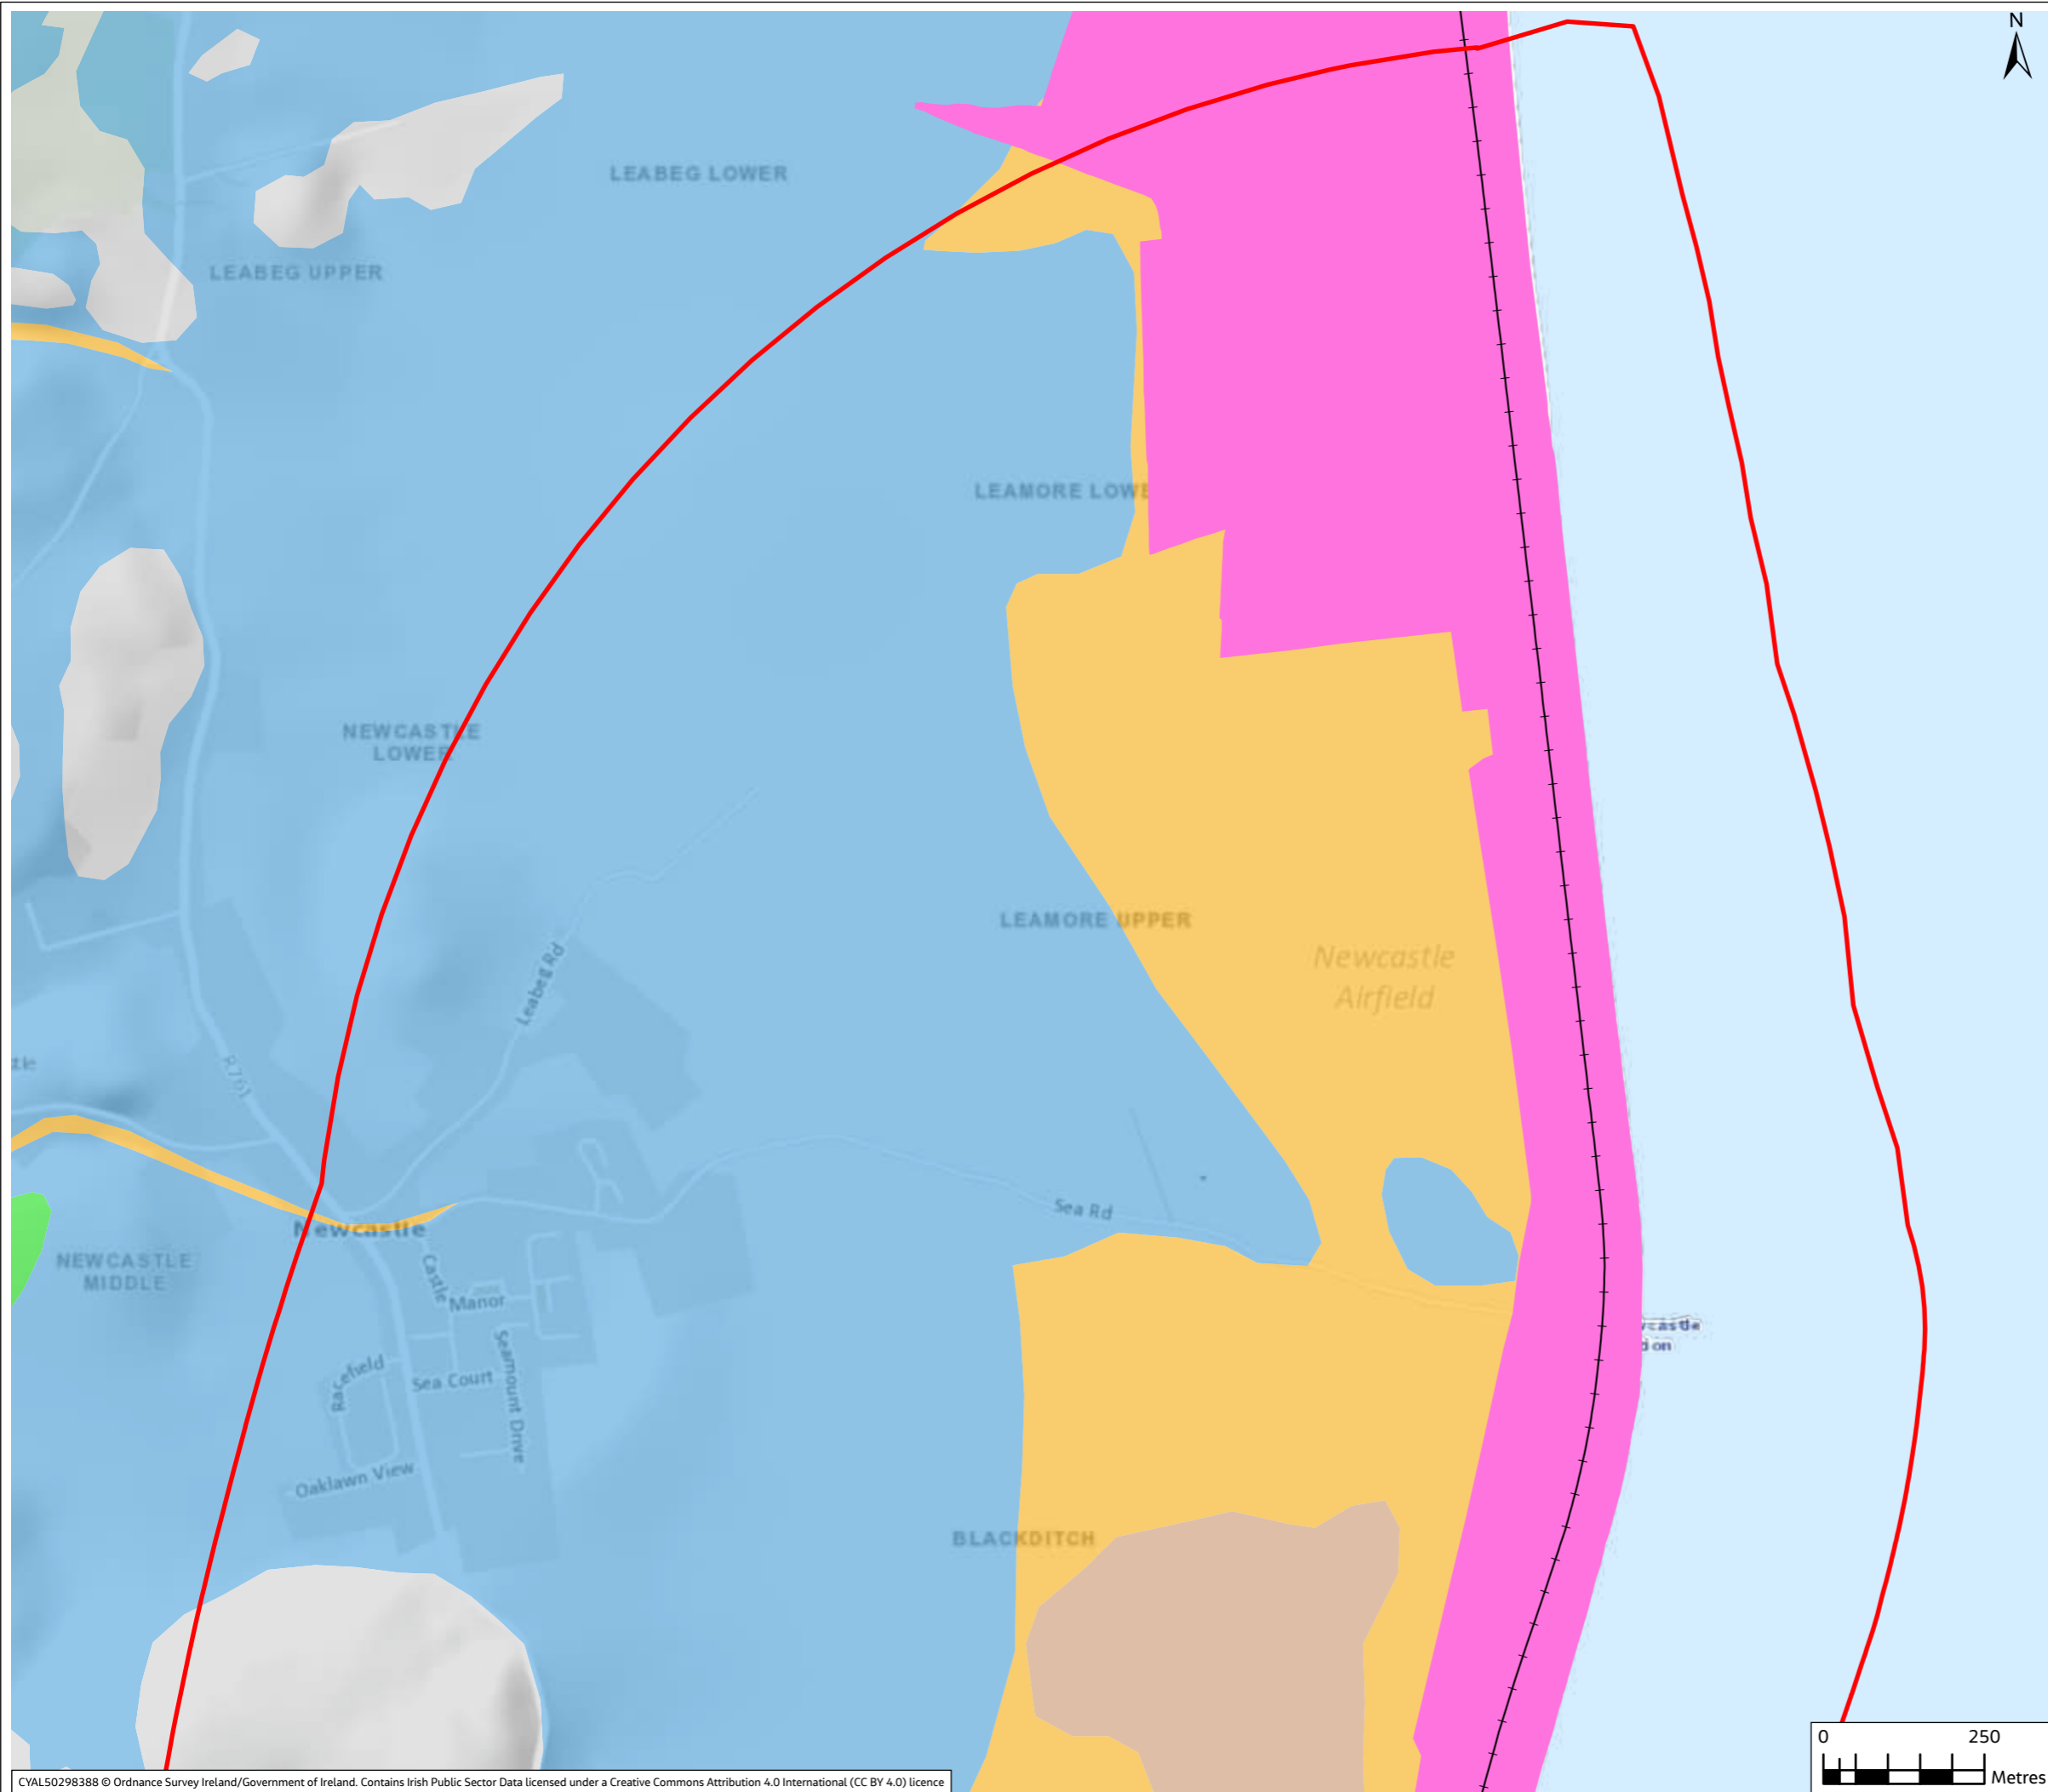 N
LEABEG LOWER
LEABEG UPPER
LEAMORE LOWE
NEWCASTLE
LOWER
LEAMORE UPPER
Newcastle
Airfield
Leabeg Rd
tle
R761
Sea Rd
Newcastle
NEWCASTLE
MIDDLE
Castle
Manor
Seamount Drive
Racefield
Sea Court
Oaklawn View
BLACKDITCH
castle
0 250
Metres
CYAL50298388 © Ordnance Survey Ireland/Government of Ireland. Contains Irish Public Sector Data licensed under a Creative Commons Attribution 4.0 International (CC BY 4.0) licence